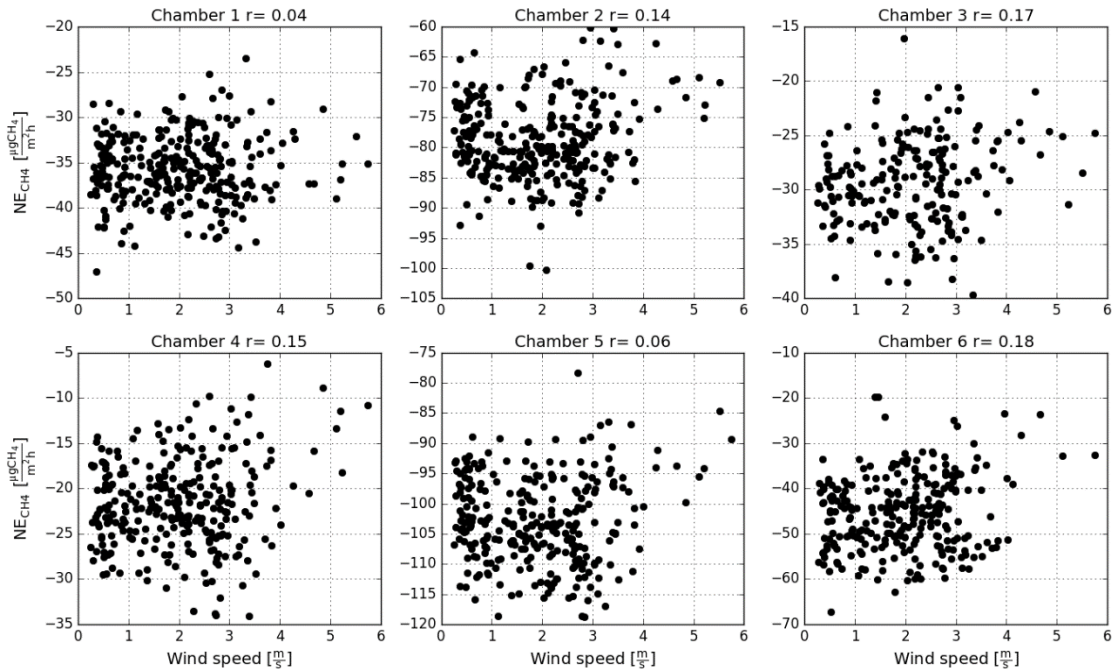 Chamber 1 r= 0.04
Chamber 2 r= 0.14
Chamber 3 r= 0.17
NE_CH4 [μgCH₄/m²h]
−20
−25
−30
−35
−40
−45
−50
0 1 2 3 4 5 6
−60
−65
−70
−75
−80
−85
−90
−95
−100
−105
0 1 2 3 4 5 6
−15
−20
−25
−30
−35
−40
0 1 2 3 4 5 6
Chamber 4 r= 0.15
Chamber 5 r= 0.06
Chamber 6 r= 0.18
NE_CH4 [μgCH₄/m²h]
−5
−10
−15
−20
−25
−30
−35
0 1 2 3 4 5 6
Wind speed [m/s]
−75
−80
−85
−90
−95
−100
−105
−110
−115
−120
0 1 2 3 4 5 6
Wind speed [m/s]
−10
−20
−30
−40
−50
−60
−70
0 1 2 3 4 5 6
Wind speed [m/s]